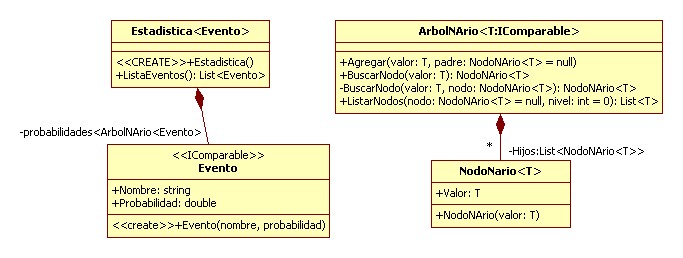 Estadistica<Evento>
<<CREATE>>+Estadistica()
+ListaEventos(): List<Evento>
-probabilidades<ArbolNArio<Evento>
<<IComparable>>
Evento
+Nombre: string
+Probabilidad: double
<<create>>+Evento(nombre, probabilidad)
ArbolNArio<T:IComparable>
+Agregar(valor: T, padre: NodoNArio<T> = null)
+BuscarNodo(valor: T): NodoNArio<T>
-BuscarNodo(valor: T, nodo: NodoNArio<T>): NodoNArio<T>
+ListarNodos(nodo: NodoNArio<T> = null, nivel: int = 0): List<T>
*
-Hijos:List<NodoNArio<T>>
NodoNario<T>
+Valor: T
+NodoNArio(valor: T)